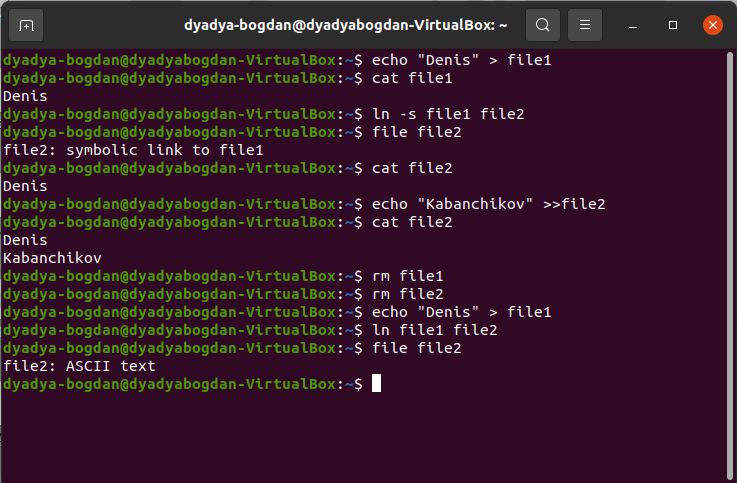 dyadya-bogdan@dyadyabogdan-VirtualBox: ~
dyadya-bogdan@dyadyabogdan-VirtualBox:~$ echo "Denis" > file1
dyadya-bogdan@dyadyabogdan-VirtualBox:~$ cat file1
Denis
dyadya-bogdan@dyadyabogdan-VirtualBox:~$ ln -s file1 file2
dyadya-bogdan@dyadyabogdan-VirtualBox:~$ file file2
file2: symbolic link to file1
dyadya-bogdan@dyadyabogdan-VirtualBox:~$ cat file2
Denis
dyadya-bogdan@dyadyabogdan-VirtualBox:~$ echo "Kabanchikov" >>file2
dyadya-bogdan@dyadyabogdan-VirtualBox:~$ cat file2
Denis
Kabanchikov
dyadya-bogdan@dyadyabogdan-VirtualBox:~$ rm file1
dyadya-bogdan@dyadyabogdan-VirtualBox:~$ rm file2
dyadya-bogdan@dyadyabogdan-VirtualBox:~$ echo "Denis" > file1
dyadya-bogdan@dyadyabogdan-VirtualBox:~$ ln file1 file2
dyadya-bogdan@dyadyabogdan-VirtualBox:~$ file file2
file2: ASCII text
dyadya-bogdan@dyadyabogdan-VirtualBox:~$